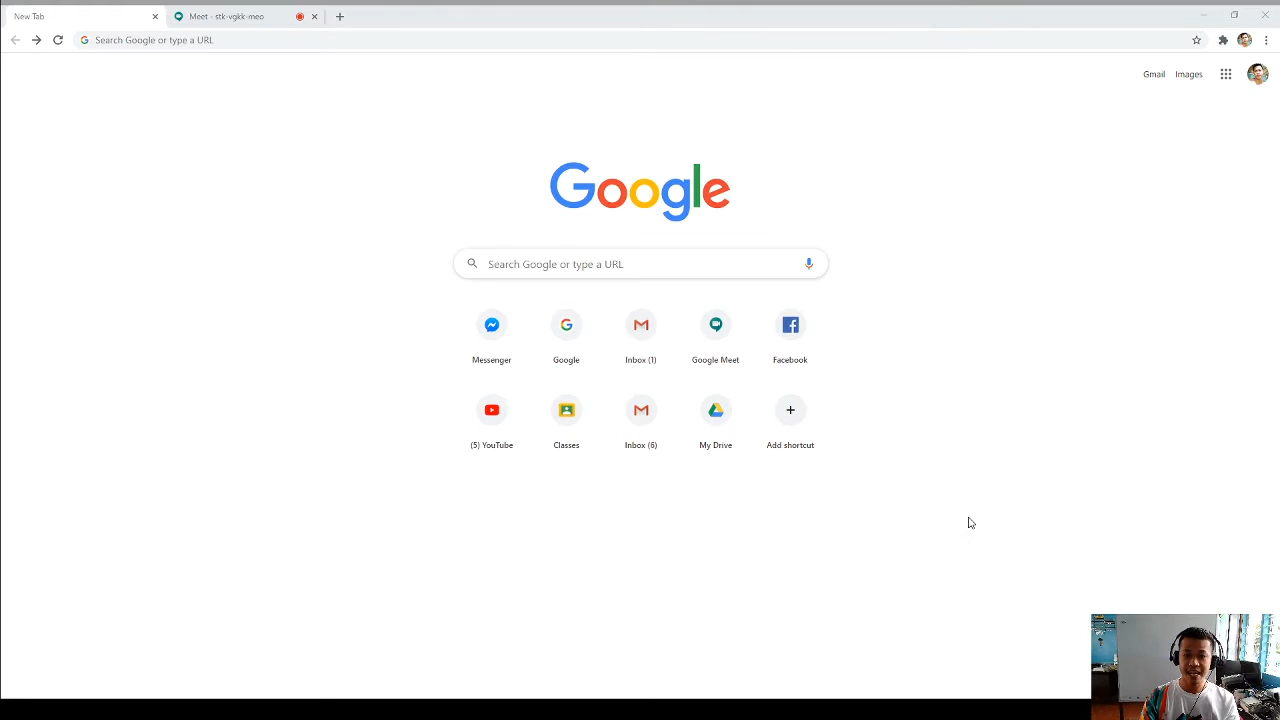 New Tab
Meet - stk-vgkk-meo
Search Google or type a URL
Gmail Images
Google
Search Google or type a URL
Messenger Google Inbox (1) Google Meet Facebook
(5) YouTube Classes Inbox (6) My Drive Add shortcut